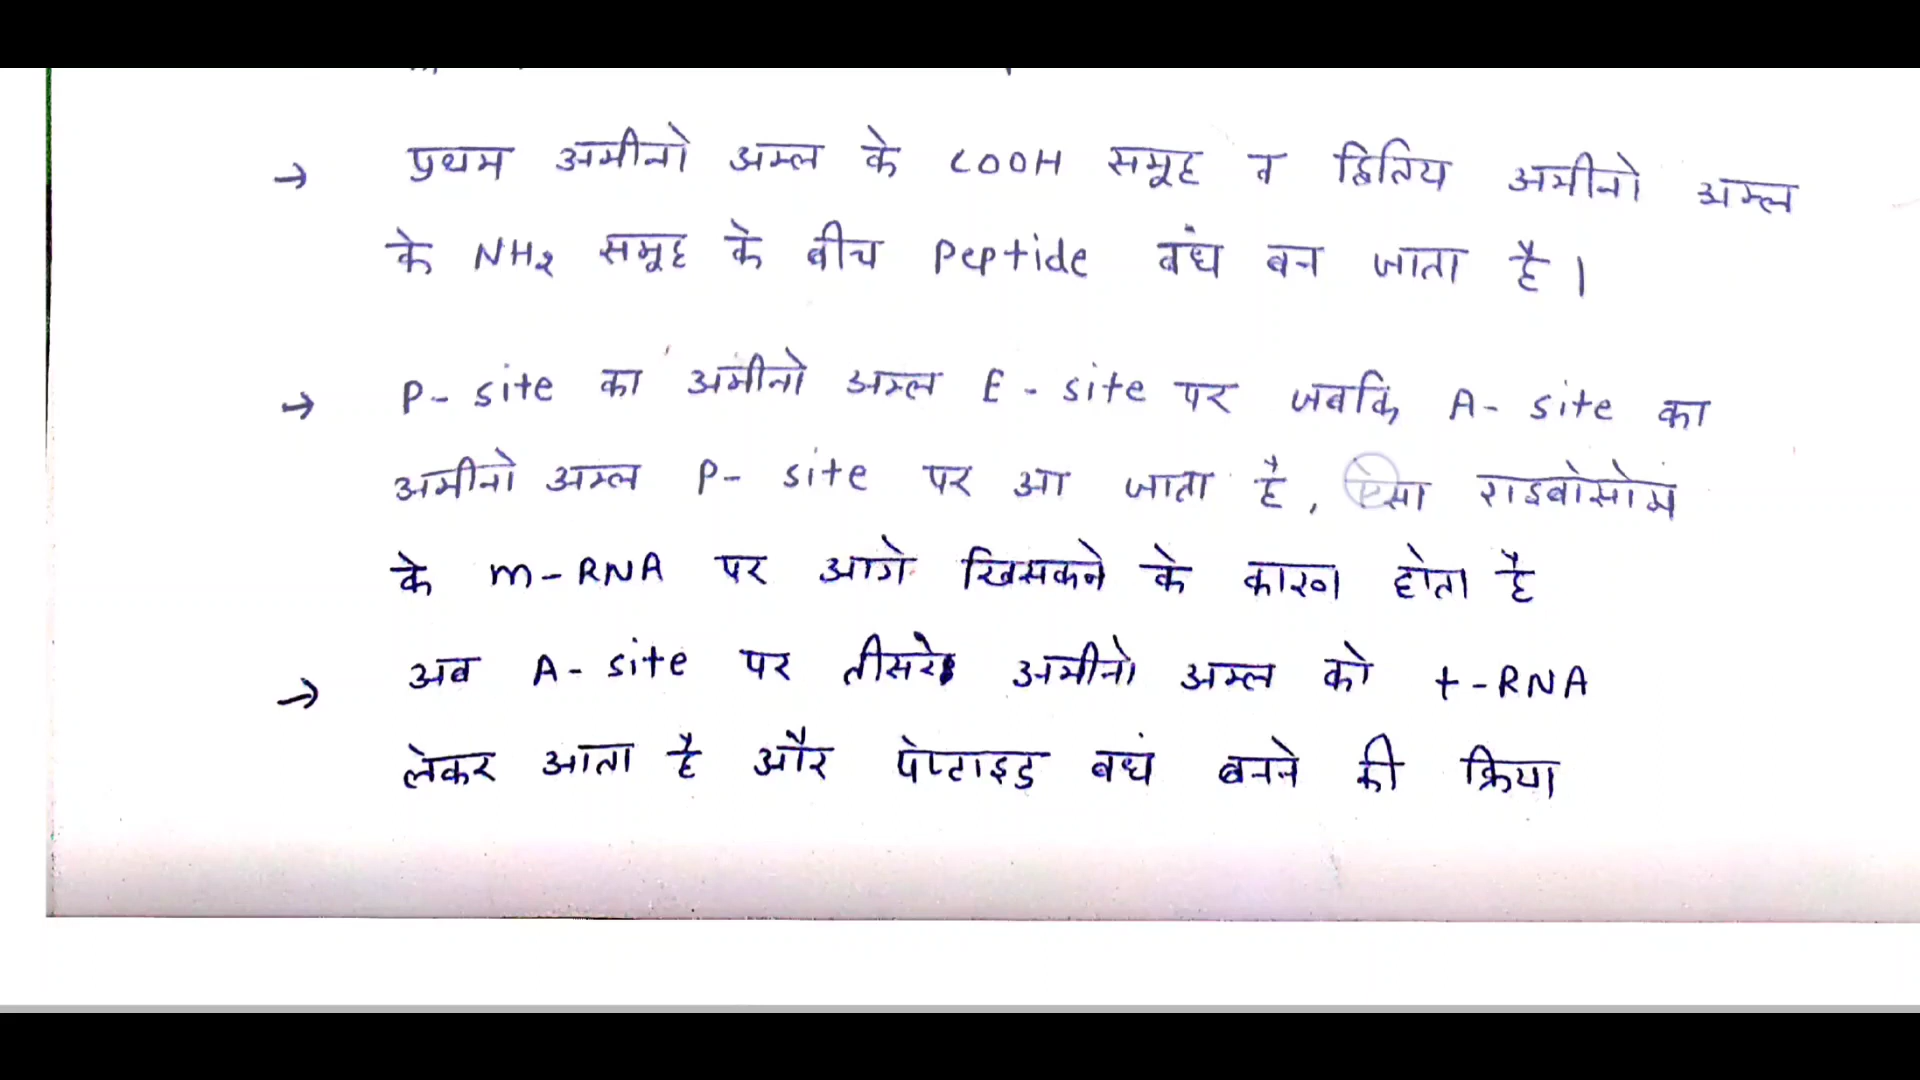 → प्रथम अमीनो अम्ल के COOH समूह व द्वितिय अमीनो अम्ल
के NH2 समूह के बीच Peptide बंध बन जाता है।
→ P- site का अमीनो अम्ल E - site पर जबकि A- site का
अमीनो अम्ल P- site पर आ जाता है, ऐसा राइबोसोम
के m-RNA पर आगे खिसकने के कारण होता है
→ अब A- site पर तीसरे अमीनो अम्ल को t-RNA
लेकर आता है और पेप्टाइड बधं बनने की क्रिया